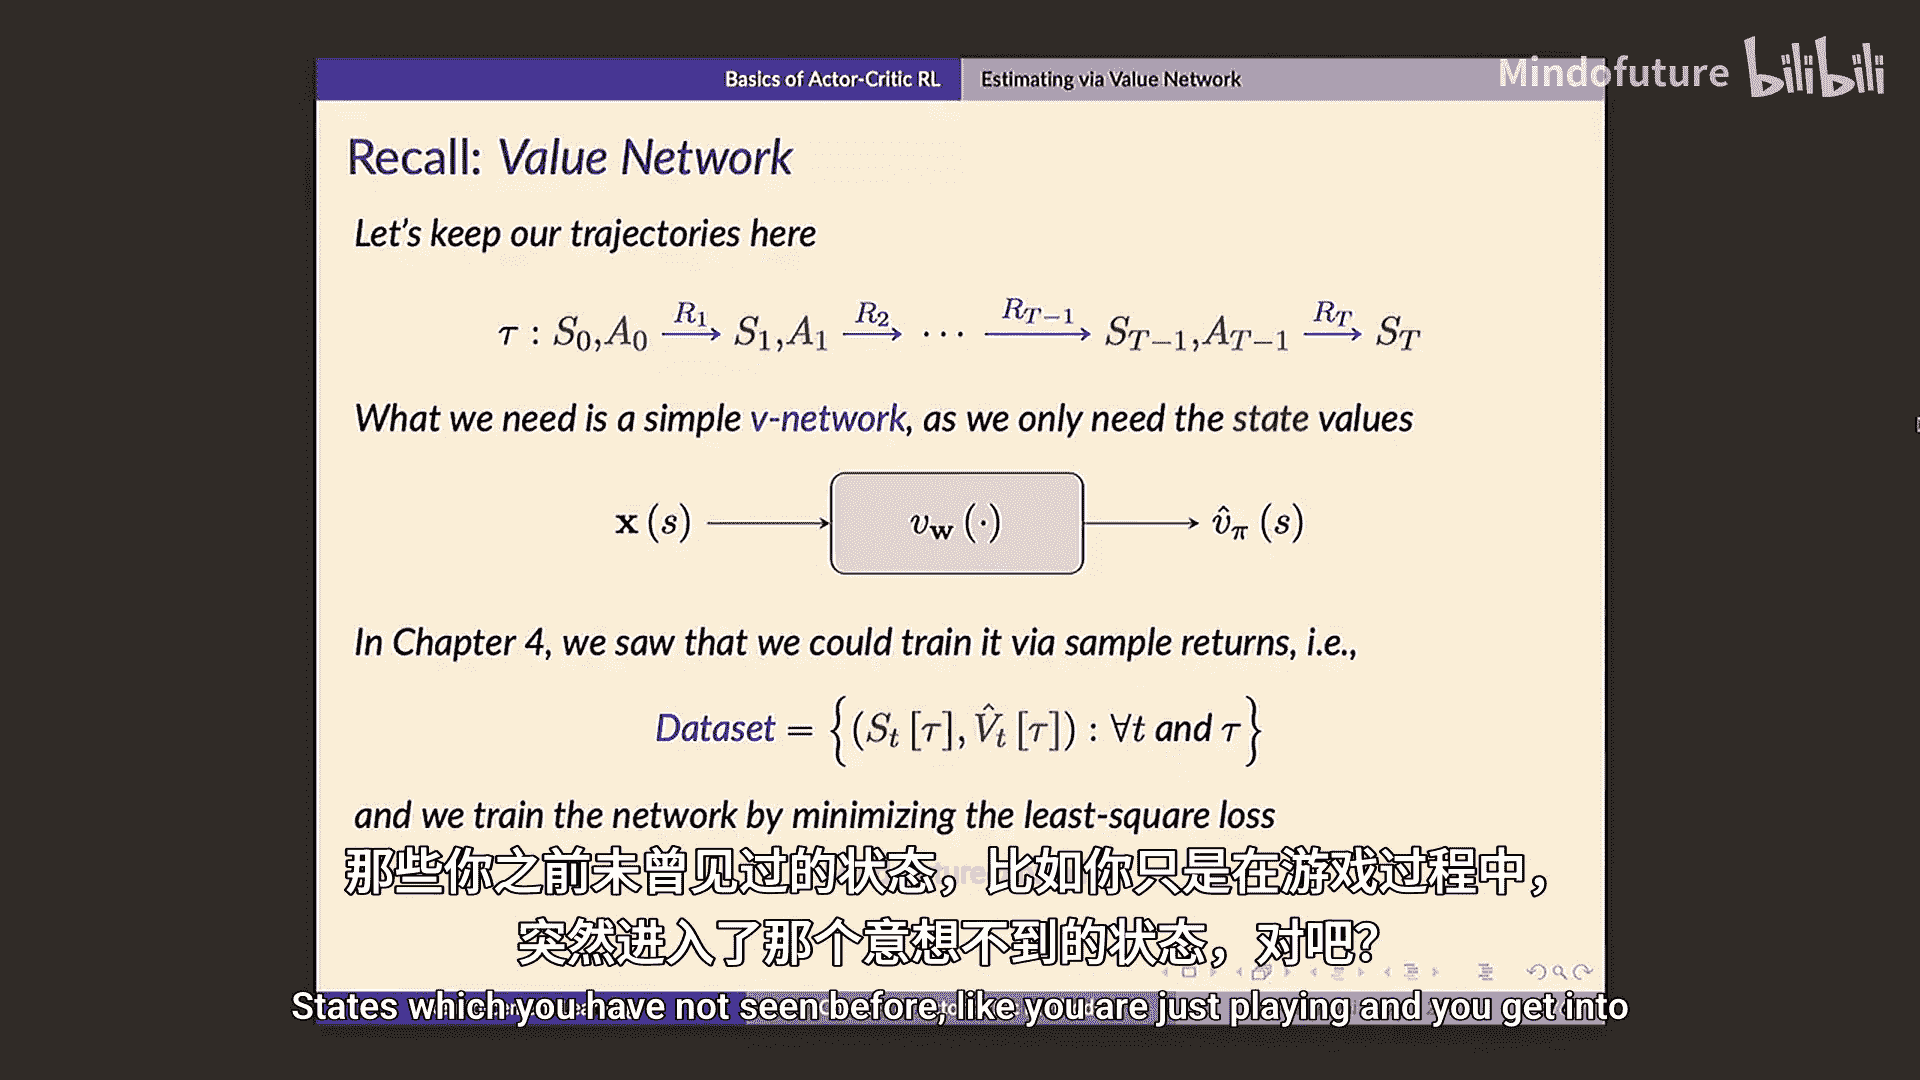 Basics of Actor-Critic RL
Estimating via Value Network
Mindofuture bilibili
Recall: Value Network
Let's keep our trajectories here
τ : S₀,A₀ —R₁→ S₁,A₁ —R₂→ ··· —R_{T−1}→ S_{T−1},A_{T−1} —R_T→ S_T
What we need is a simple v-network, as we only need the state values
x (s) → v_w (·) → v̂_π (s)
In Chapter 4, we saw that we could train it via sample returns, i.e.,
Dataset = {(S_t [τ], V̂_t [τ]) : ∀t and τ}
and we train the network by minimizing the least-square loss
那些你之前未曾见过的状态，比如你只是在游戏过程中，
突然进入了那个意想不到的状态，对吧？
States which you have not seen before, like you are just playing and you get into